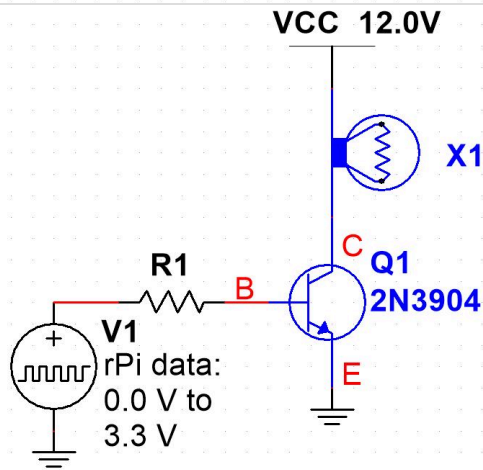 VCC 12.0V
X1
C
Q1
2N3904
R1
B
E
+
V1
rPi data:
0.0 V to
3.3 V